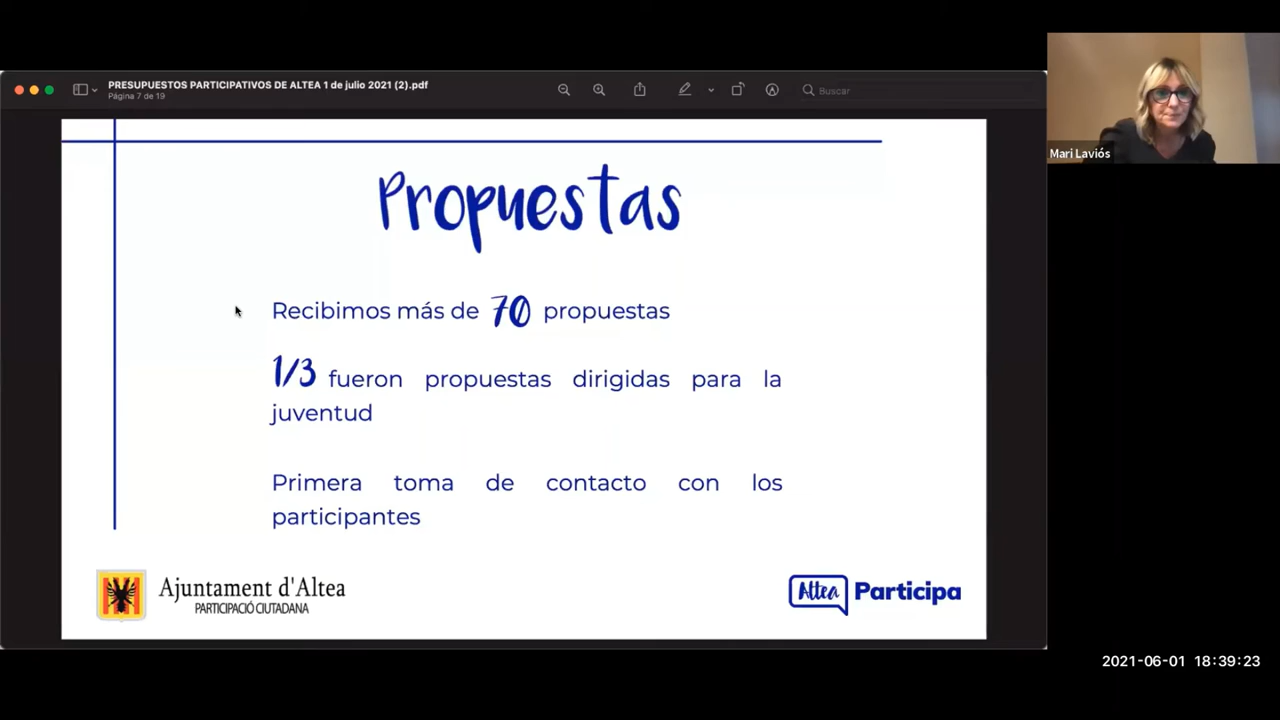 PRESUPUESTOS PARTICIPATIVOS DE ALTEA 1 de julio 2021 (2).pdf
Página 7 de 19
Buscar
Mari Laviós
Propuestas
Recibimos más de 70 propuestas
1/3 fueron propuestas dirigidas para la
juventud
Primera toma de contacto con los
participantes
Ajuntament d'Altea
PARTICIPACIÓ CIUTADANA
Altea Participa
2021-06-01 18:39:23